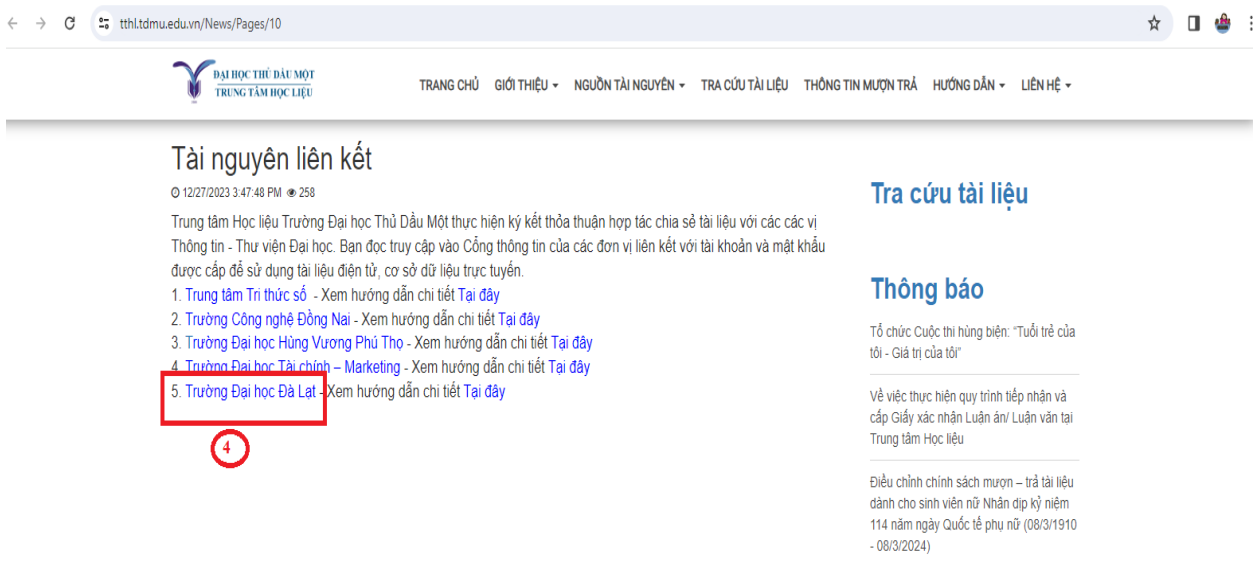 tthl.tdmu.edu.vn/News/Pages/10
ĐẠI HỌC THỦ DẦU MỘT
TRUNG TÂM HỌC LIỆU
TRANG CHỦ GIỚI THIỆU NGUỒN TÀI NGUYÊN TRA CỨU TÀI LIỆU THÔNG TIN MƯỢN TRẢ HƯỚNG DẪN LIÊN HỆ
Tài nguyên liên kết
12/27/2023 3:47:48 PM 258
Trung tâm Học liệu Trường Đại học Thủ Dầu Một thực hiện ký kết thỏa thuận hợp tác chia sẻ tài liệu với các các vị
Thông tin - Thư viện Đại học. Bạn đọc truy cập vào Cổng thông tin của các đơn vị liên kết với tài khoản và mật khẩu
được cấp để sử dụng tài liệu điện tử, cơ sở dữ liệu trực tuyến.
1. Trung tâm Tri thức số - Xem hướng dẫn chi tiết Tại đây
2. Trường Công nghệ Đồng Nai - Xem hướng dẫn chi tiết Tại đây
3. Trường Đại học Hùng Vương Phú Thọ - Xem hướng dẫn chi tiết Tại đây
4. Trường Đại học Tài chính – Marketing - Xem hướng dẫn chi tiết Tại đây
5. Trường Đại học Đà Lạt - Xem hướng dẫn chi tiết Tại đây
4
Tra cứu tài liệu
Thông báo
Tổ chức Cuộc thi hùng biện: “Tuổi trẻ của
tôi - Giá trị của tôi”
Về việc thực hiện quy trình tiếp nhận và
cấp Giấy xác nhận Luận án/ Luận văn tại
Trung tâm Học liệu
Điều chỉnh chính sách mượn – trả tài liệu
dành cho sinh viên nữ Nhân dịp kỷ niệm
114 năm ngày Quốc tế phụ nữ (08/3/1910
- 08/3/2024)